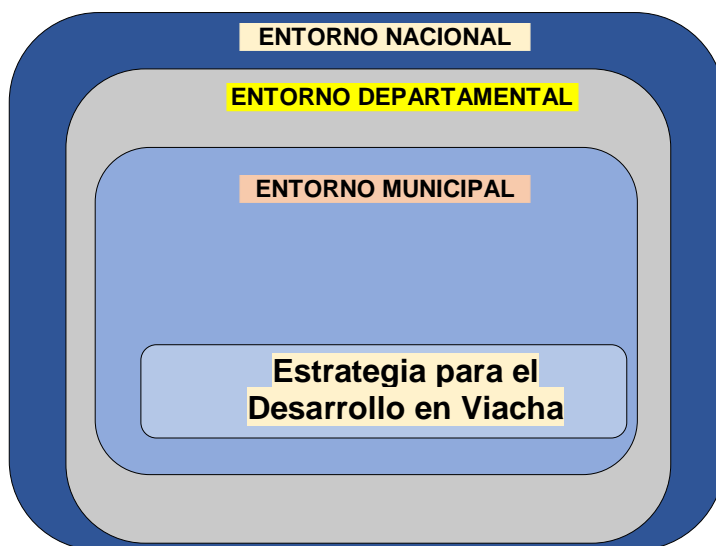 ENTORNO NACIONAL
ENTORNO DEPARTAMENTAL
ENTORNO MUNICIPAL
Estrategia para el
Desarrollo en Viacha